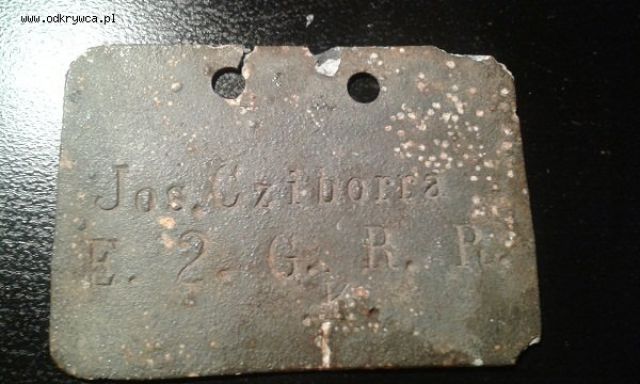 www.odkrywca.pl
Jos. Cziborra
E. 2. G. R. R.